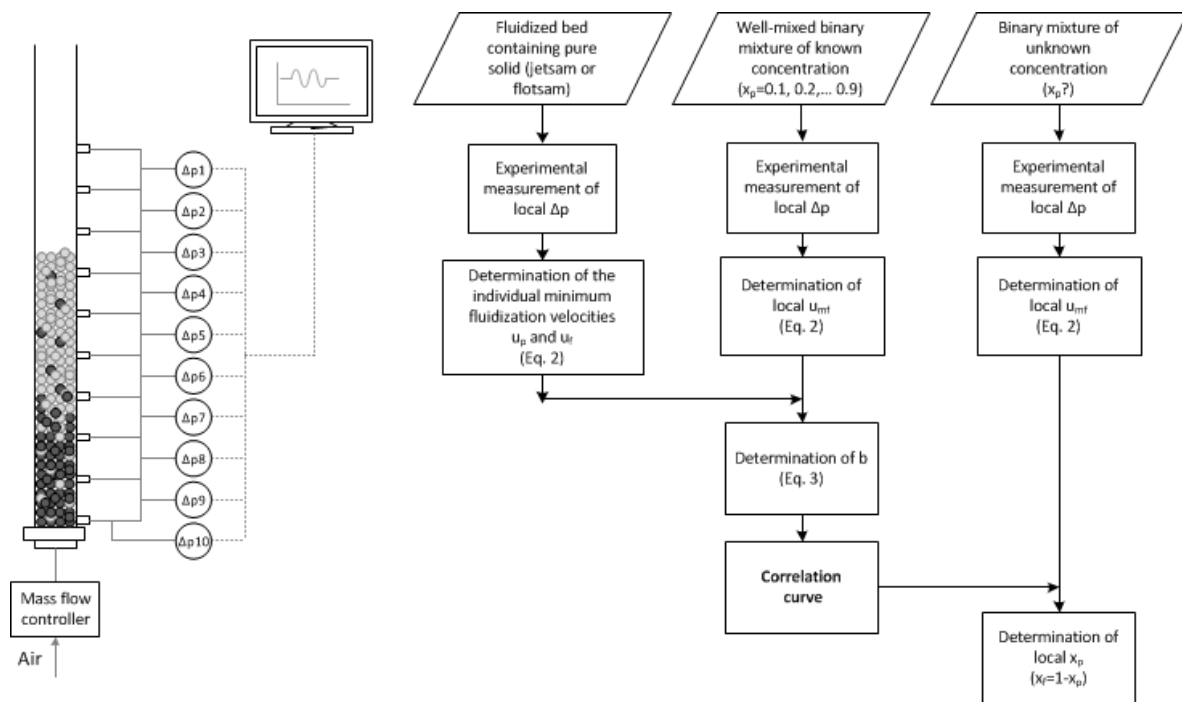 Δp1
Δp2
Δp3
Δp4
Δp5
Δp6
Δp7
Δp8
Δp9
Δp10
Mass flow
controller
Air
Fluidized bed
containing pure
solid (jetsam or
flotsam)
Experimental
measurement of
local Δp
Determination of the
individual minimum
fluidization velocities
uₚ and u_f
(Eq. 2)
Well-mixed binary
mixture of known
concentration
(xₚ=0.1, 0.2,... 0.9)
Experimental
measurement of
local Δp
Determination of
local u_mf
(Eq. 2)
Determination of b
(Eq. 3)
Correlation
curve
Binary mixture of
unknown
concentration
(xₚ?)
Experimental
measurement of
local Δp
Determination of
local u_mf
(Eq. 2)
Determination of
local xₚ
(x_f=1-xₚ)